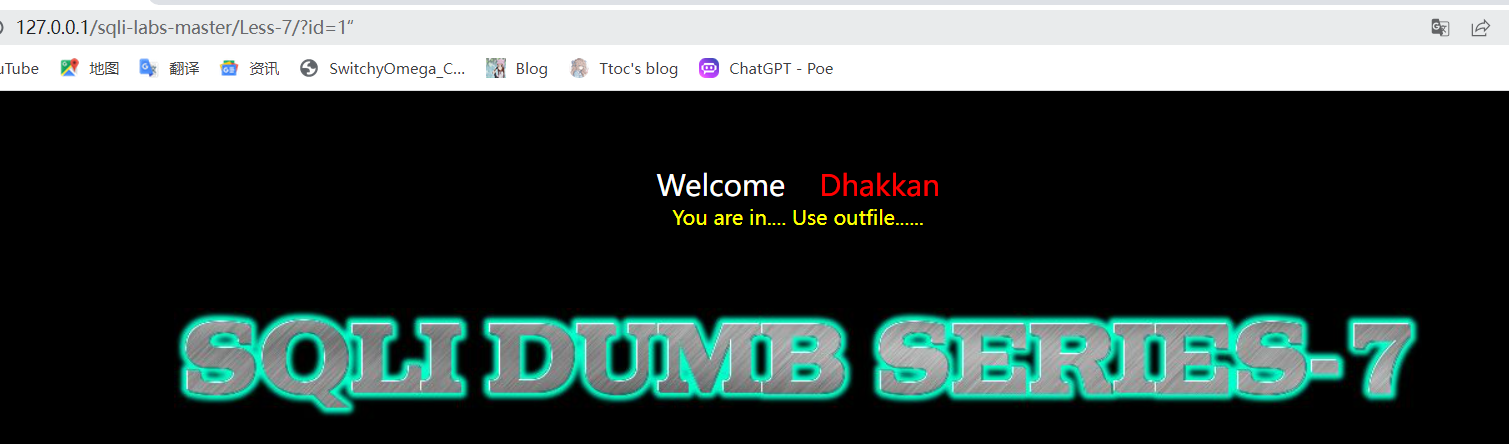 127.0.0.1/sqli-labs-master/Less-7/?id=1“
uTube 地图 翻译 资讯 SwitchyOmega_C... Blog Ttoc's blog ChatGPT - Poe
Welcome Dhakkan
You are in.... Use outfile......
SQLI DUMB SERIES-7